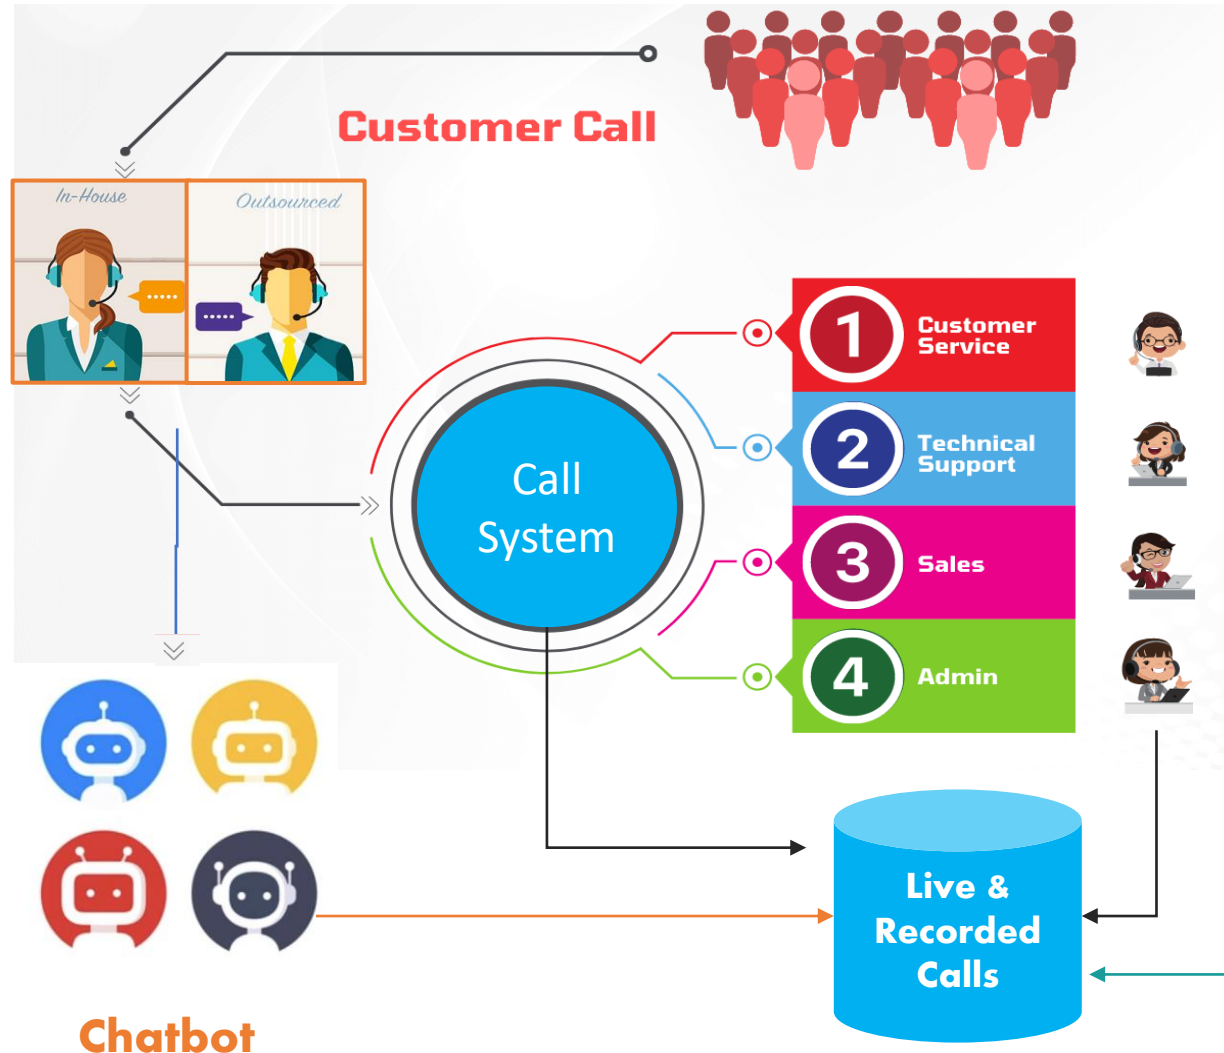 Customer Call
In-House
Outsourced
Call
System
1
Customer
Service
2
Technical
Support
3
Sales
4
Admin
Live &
Recorded
Calls
Chatbot